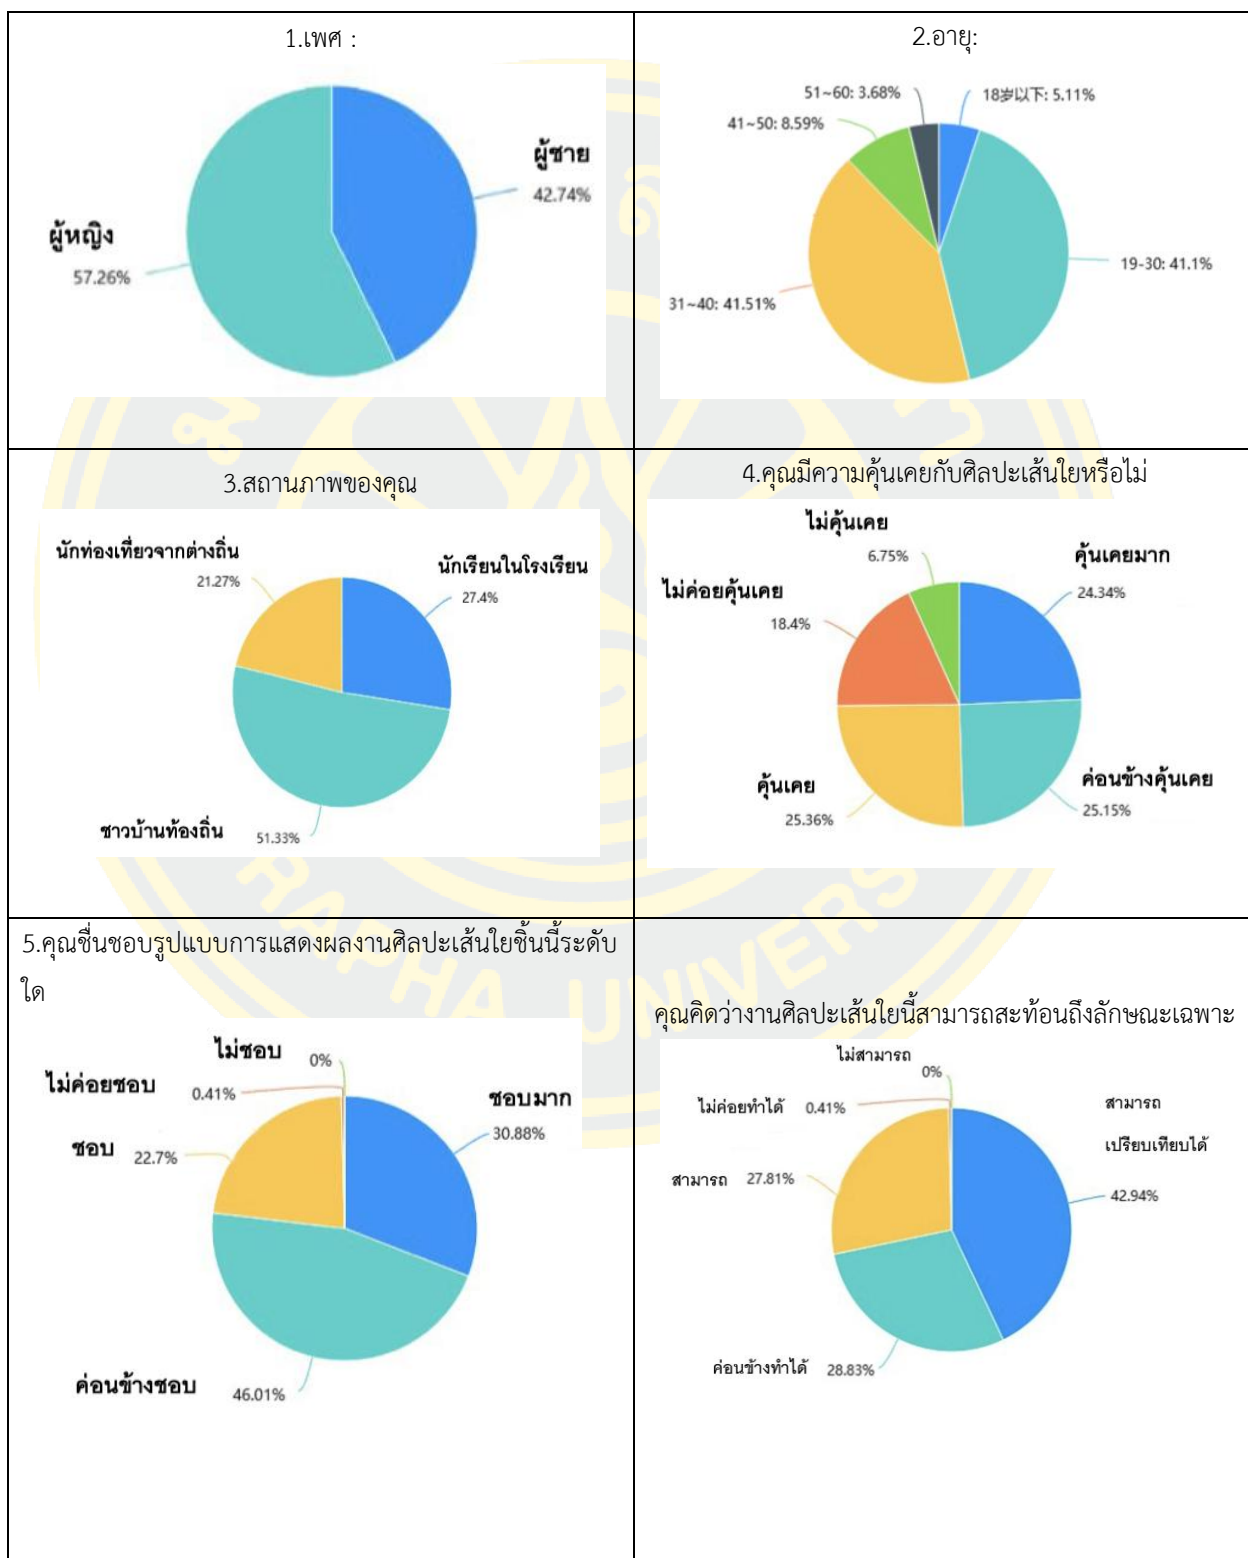 1.เพศ :
ผู้ชาย
42.74%
ผู้หญิง
57.26%
2.อายุ:
51~60: 3.68%
18岁以下: 5.11%
41~50: 8.59%
19-30: 41.1%
31~40: 41.51%
3.สถานภาพของคุณ
นักท่องเที่ยวจากต่างถิ่น
21.27%
นักเรียนในโรงเรียน
27.4%
ชาวบ้านท้องถิ่น
51.33%
4.คุณมีความคุ้นเคยกับศิลปะเส้นใยหรือไม่
ไม่คุ้นเคย
6.75%
คุ้นเคยมาก
24.34%
ไม่ค่อยคุ้นเคย
18.4%
คุ้นเคย
25.36%
ค่อนข้างคุ้นเคย
25.15%
5.คุณชื่นชอบรูปแบบการแสดงผลงานศิลปะเส้นใยชิ้นนี้ระดับ
ใด
ไม่ชอบ 0%
ไม่ค่อยชอบ 0.41%
ชอบมาก
30.88%
ชอบ 22.7%
ค่อนข้างชอบ 46.01%
คุณคิดว่างานศิลปะเส้นใยนี้สามารถสะท้อนถึงลักษณะเฉพาะ
ไม่สามารถ
0%
ไม่ค่อยทำได้ 0.41%
สามารถ
เปรียบเทียบได้
42.94%
สามารถ 27.81%
ค่อนข้างทำได้ 28.83%
RAPHA UNIVERS